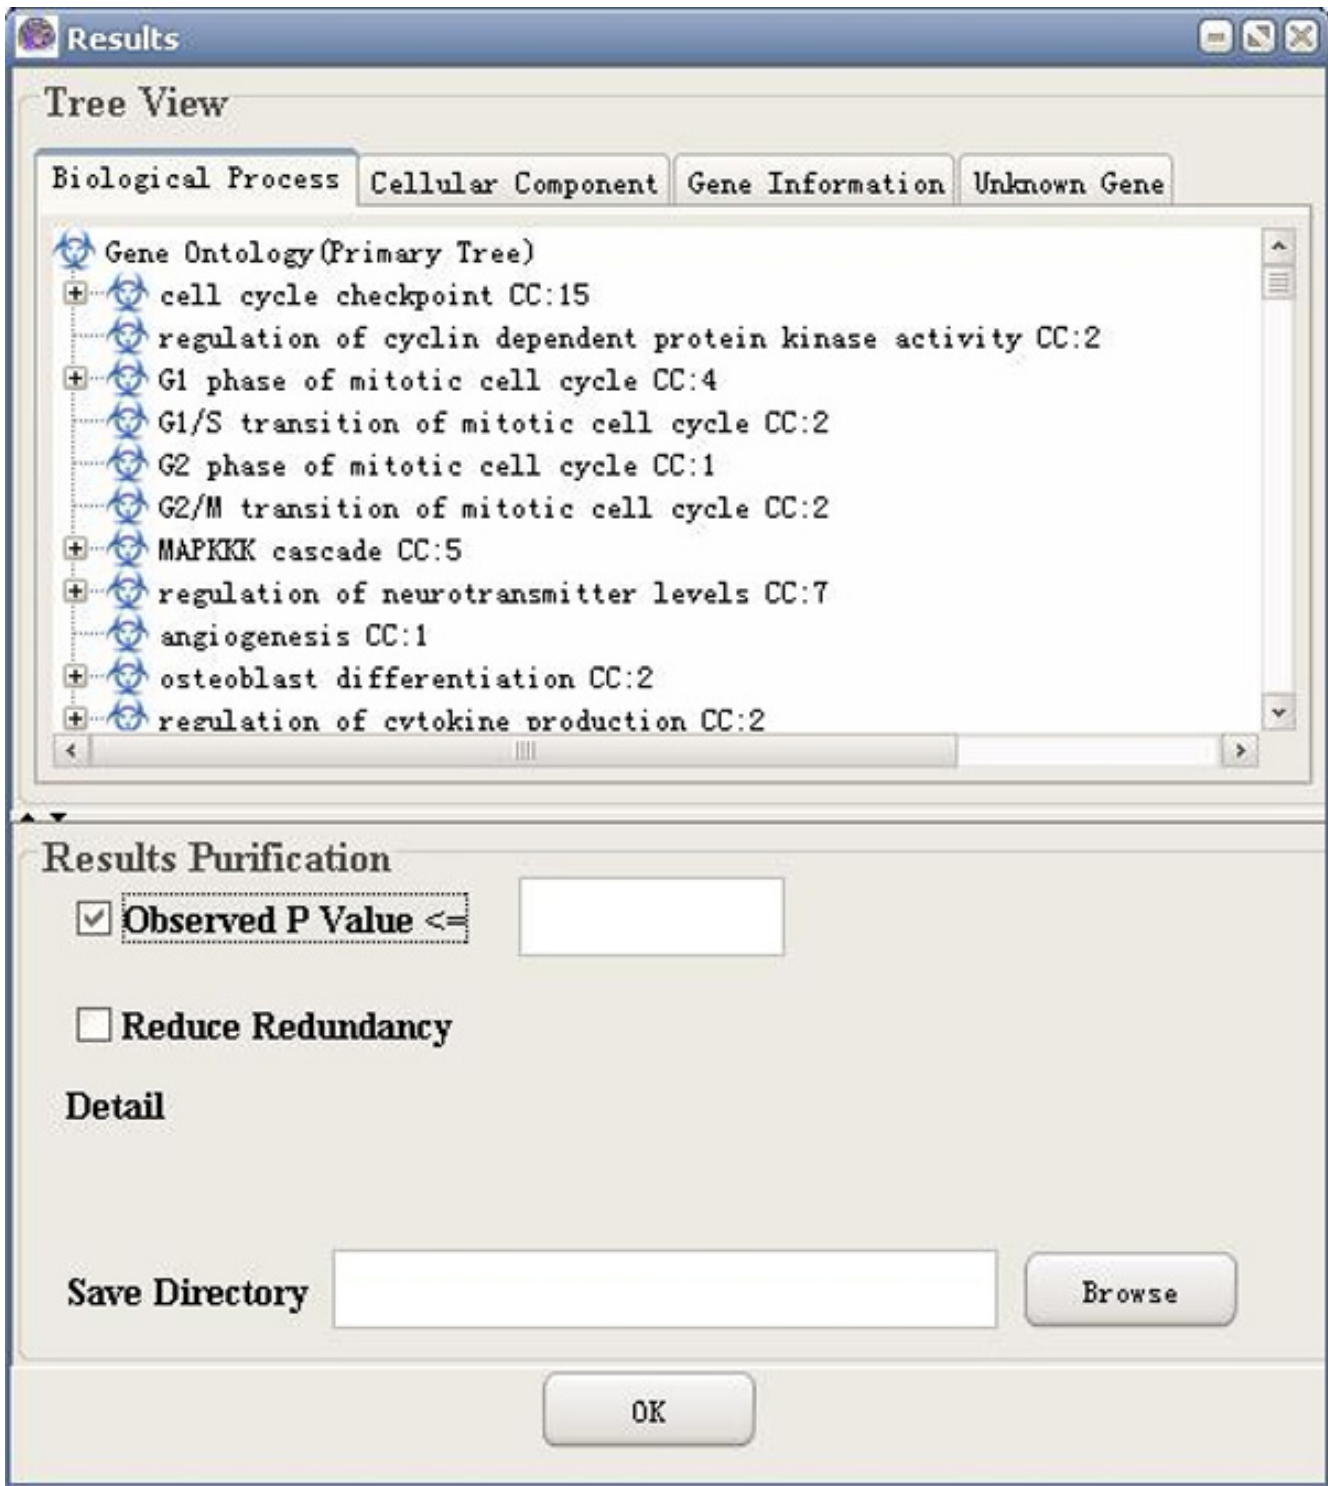 Results
Tree View
Biological Process Cellular Component Gene Information Unknown Gene
Gene Ontology(Primary Tree)
cell cycle checkpoint CC:15
regulation of cyclin dependent protein kinase activity CC:2
G1 phase of mitotic cell cycle CC:4
G1/S transition of mitotic cell cycle CC:2
G2 phase of mitotic cell cycle CC:1
G2/M transition of mitotic cell cycle CC:2
MAPKKK cascade CC:5
regulation of neurotransmitter levels CC:7
angiogenesis CC:1
osteoblast differentiation CC:2
regulation of cytokine production CC:2
Results Purification
Observed P Value <=
Reduce Redundancy
Detail
Save Directory Browse
OK